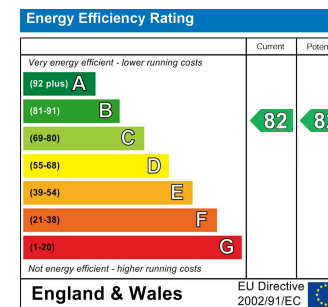 Energy Efficiency Rating
Current
Very energy efficient - lower running costs
(92 plus) A
(81-91) B
(69-80) C
(55-68) D
(39-54) E
(21-38) F
(1-20) G
82
Not energy efficient - higher running costs
England & Wales
EU Directive
2002/91/EC